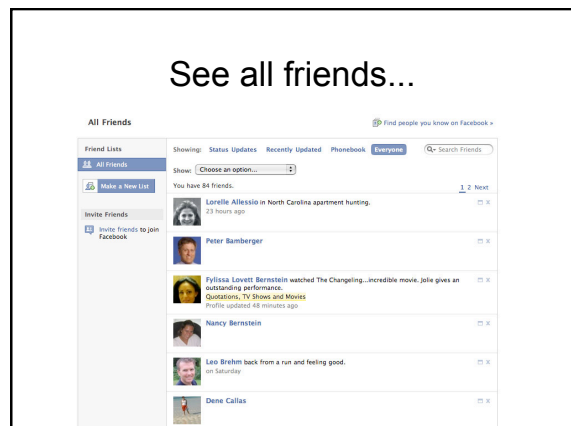 See all friends...
All Friends
Find people you know on Facebook »
Friend Lists
All Friends
Make a New List
Invite Friends
Invite friends to join
Facebook
Showing: Status Updates Recently Updated Phonebook Everyone Search Friends
Show: Choose an option...
You have 84 friends.
1 2 Next
Lorelle Allessio in North Carolina apartment hunting.
23 hours ago
Peter Bamberger
Fylissa Lovett Bernstein watched The Changeling...incredible movie. Jolie gives an
outstanding performance.
Quotations, TV Shows and Movies
Profile updated 48 minutes ago
Nancy Bernstein
Leo Brehm back from a run and feeling good.
on Saturday
Dene Callas